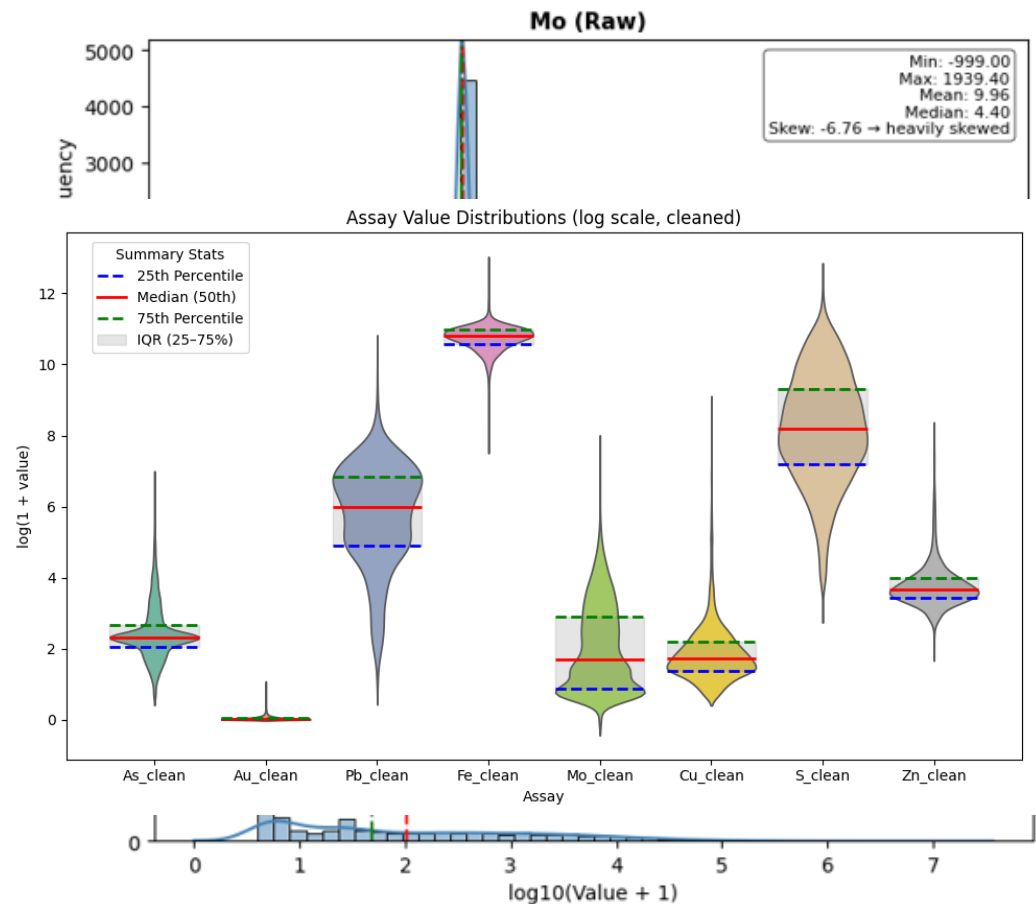 Mo (Raw)
5000
4000
3000
uency
Min: -999.00
Max: 1939.40
Mean: 9.96
Median: 4.40
Skew: -6.76 → heavily skewed
Assay Value Distributions (log scale, cleaned)
Summary Stats
25th Percentile
Median (50th)
75th Percentile
IQR (25–75%)
12
10
8
6
4
2
0
log(1 + value)
As_clean Au_clean Pb_clean Fe_clean Mo_clean Cu_clean S_clean Zn_clean
Assay
0
0 1 2 3 4 5 6 7
log10(Value + 1)